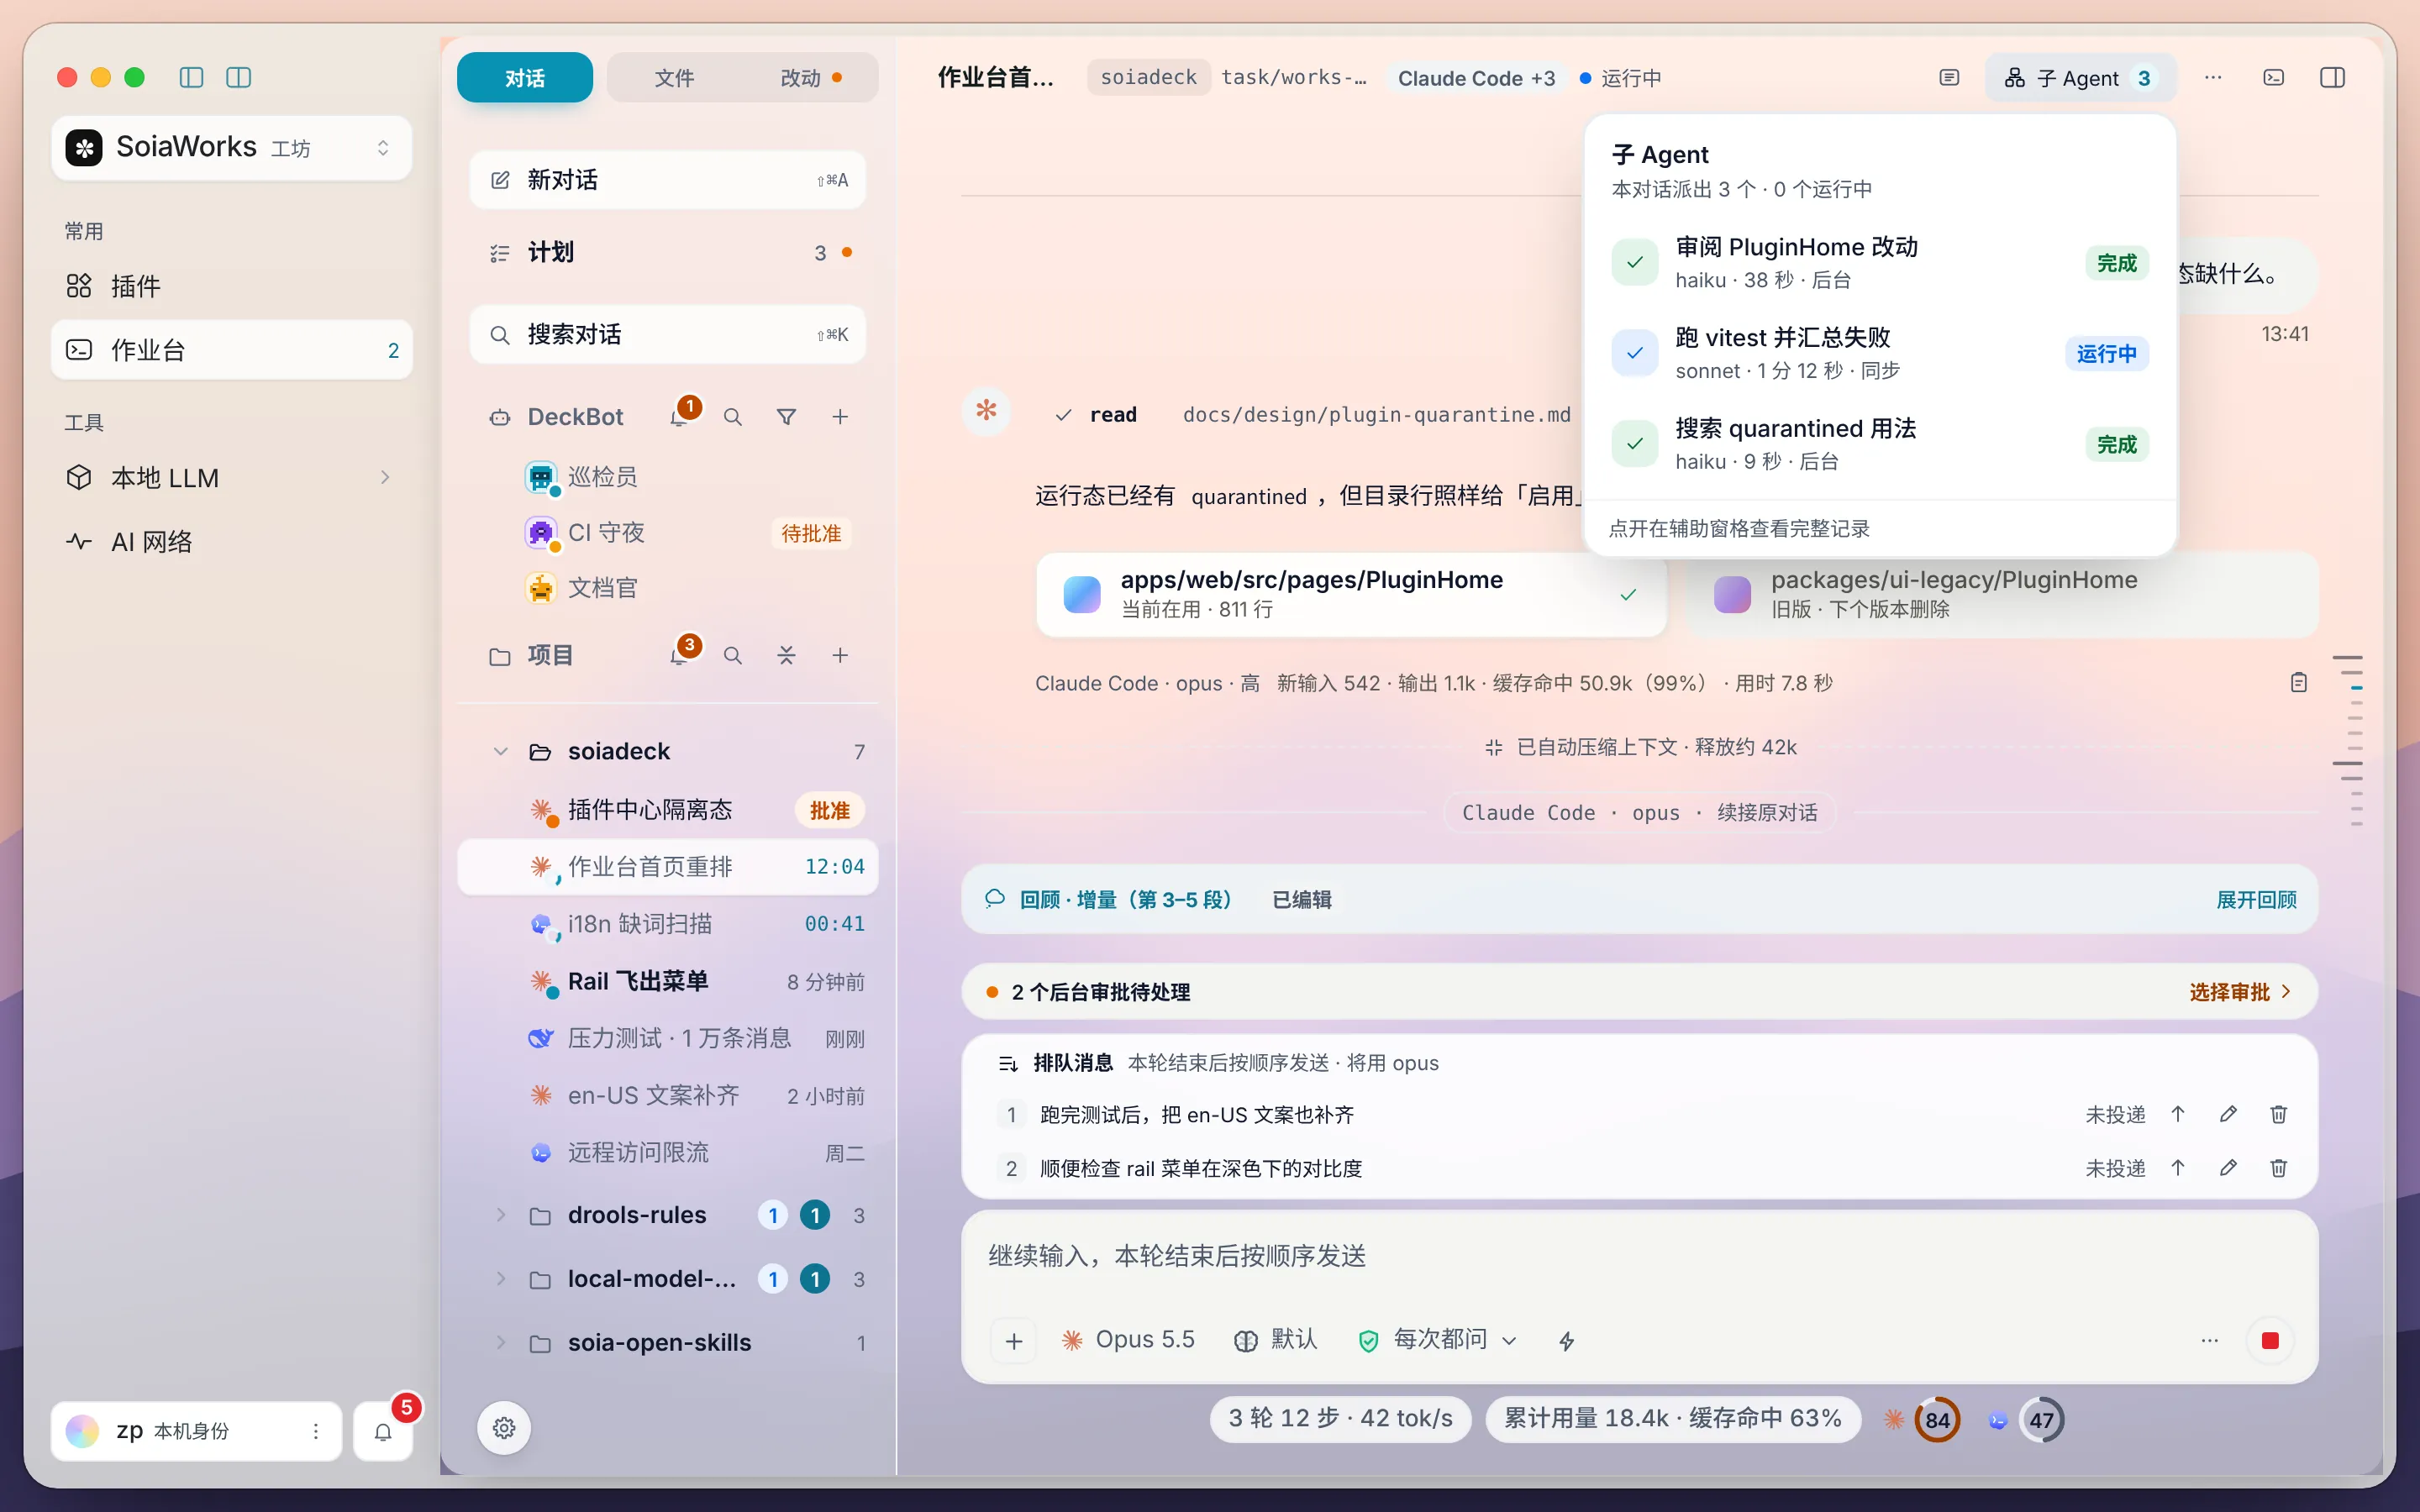 SoiaWorks 工坊
常用
插件
作业台 2
工具
本地 LLM
AI 网络
zp 本机身份
5
对话 文件 改动
新对话 ⇧⌘A
计划 3
搜索对话 ⇧⌘K
DeckBot 1
巡检员
CI 守夜 待批准
文档官
项目 3
soiadeck 7
插件中心隔离态 批准
作业台首页重排 12:04
i18n 缺词扫描 00:41
Rail 飞出菜单 8 分钟前
压力测试 · 1 万条消息 刚刚
en-US 文案补齐 2 小时前
远程访问限流 周二
drools-rules 1 1 3
local-model-... 1 1 3
soia-open-skills 1
作业台首... soiadeck task/works-… Claude Code +3 运行中 子 Agent 3
子 Agent
本对话派出 3 个 · 0 个运行中
审阅 PluginHome 改动
haiku · 38 秒 · 后台
完成
跑 vitest 并汇总失败
sonnet · 1 分 12 秒 · 同步
运行中
搜索 quarantined 用法
haiku · 9 秒 · 后台
完成
点开在辅助窗格查看完整记录
缺什么。
13:41
read docs/design/plugin-quarantine.md
运行态已经有 quarantined ，但目录行照样给「启用」
apps/web/src/pages/PluginHome
当前在用 · 811 行
packages/ui-legacy/PluginHome
旧版 · 下个版本删除
Claude Code · opus · 高 新输入 542 · 输出 1.1k · 缓存命中 50.9k（99%） · 用时 7.8 秒
已自动压缩上下文 · 释放约 42k
Claude Code · opus · 续接原对话
回顾 · 增量（第 3–5 段） 已编辑 展开回顾
2 个后台审批待处理 选择审批
排队消息 本轮结束后按顺序发送 · 将用 opus
1 跑完测试后，把 en-US 文案也补齐 未投递
2 顺便检查 rail 菜单在深色下的对比度 未投递
继续输入，本轮结束后按顺序发送
Opus 5.5 默认 每次都问
3 轮 12 步 · 42 tok/s 累计用量 18.4k · 缓存命中 63% 84 47